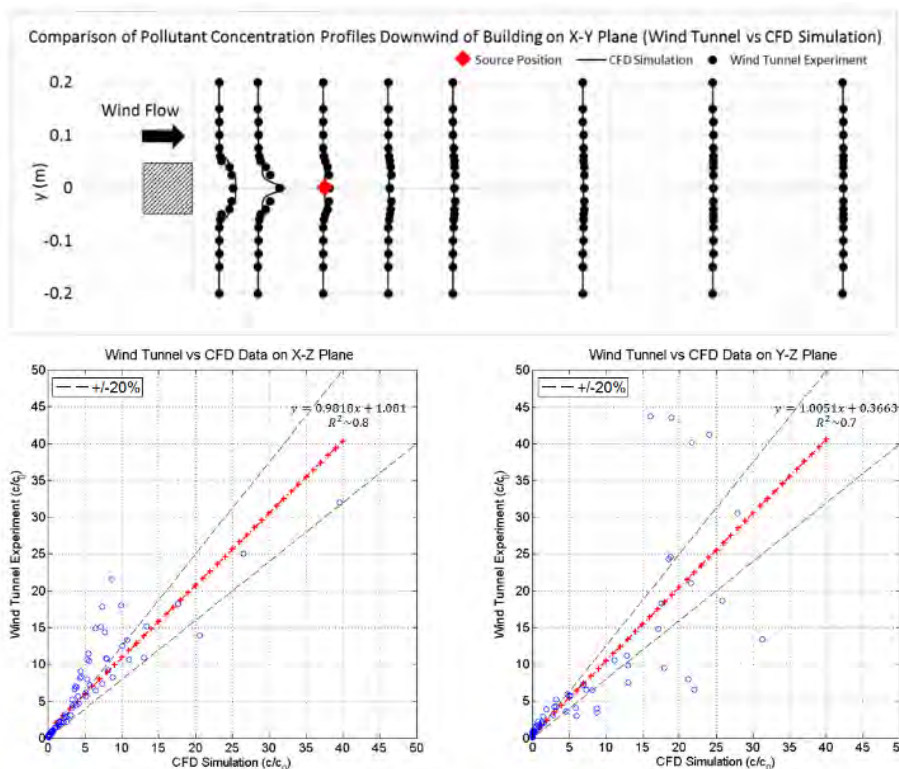 Comparison of Pollutant Concentration Profiles Downwind of Building on X-Y Plane (Wind Tunnel vs CFD Simulation)
Source Position CFD Simulation Wind Tunnel Experiment
Wind Flow
y (m)
0.2
0.1
0
-0.1
-0.2
Wind Tunnel vs CFD Data on X-Z Plane
+/-20%
y = 0.9818x + 1.081
R²~0.8
Wind Tunnel Experiment (c/c₀)
50
45
40
35
30
25
20
15
10
5
0
0 5 10 15 20 25 30 35 40 45 50
CFD Simulation (c/c₀)
Wind Tunnel vs CFD Data on Y-Z Plane
+/-20%
y = 1.0051x + 0.3663
R²~0.7
Wind Tunnel Experiment (c/c₀)
50
45
40
35
30
25
20
15
10
5
0
0 5 10 15 20 25 30 35 40 45 50
CFD Simulation (c/c₀)